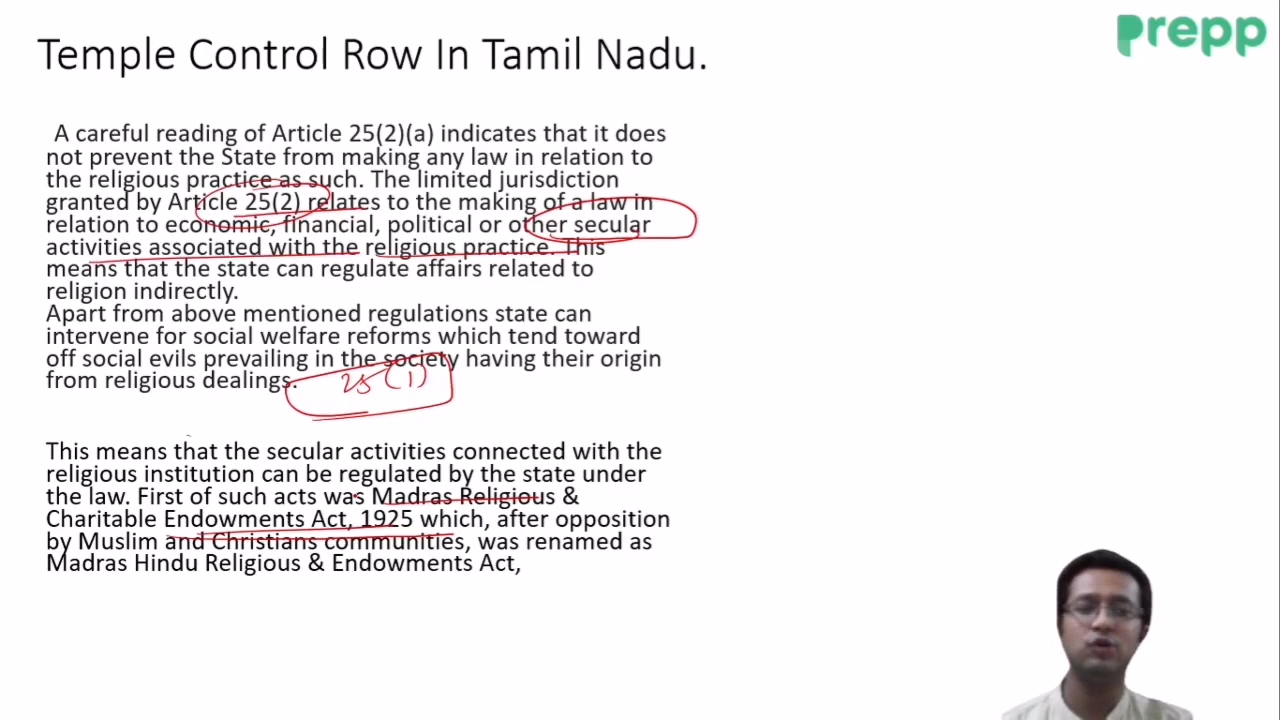 prepp
Temple Control Row In Tamil Nadu.
A careful reading of Article 25(2)(a) indicates that it does
not prevent the State from making any law in relation to
the religious practice as such. The limited jurisdiction
granted by Article 25(2) relates to the making of a law in
relation to economic, financial, political or other secular
activities associated with the religious practice. This
means that the state can regulate affairs related to
religion indirectly.
Apart from above mentioned regulations state can
intervene for social welfare reforms which tend toward
off social evils prevailing in the society having their origin
from religious dealings.
25 (1)
This means that the secular activities connected with the
religious institution can be regulated by the state under
the law. First of such acts was Madras Religious &
Charitable Endowments Act, 1925 which, after opposition
by Muslim and Christians communities, was renamed as
Madras Hindu Religious & Endowments Act,